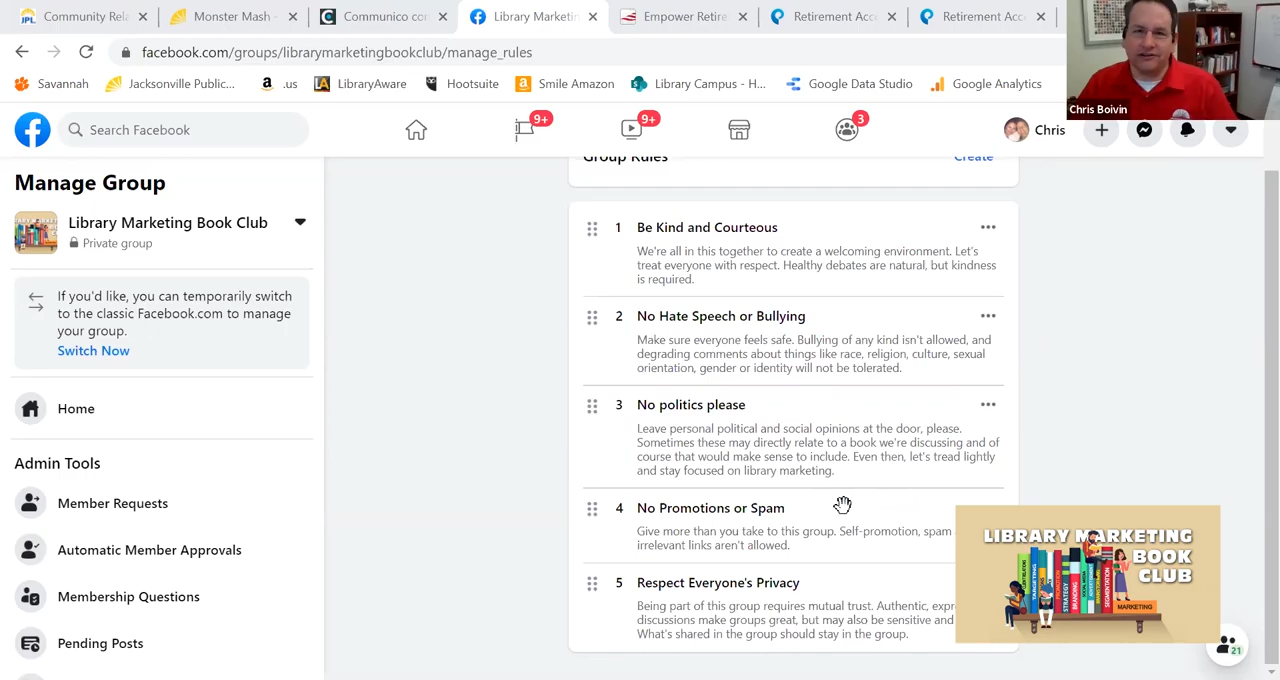 Community Rela
Monster Mash -
Communico co
Library Marketin
Empower Retire
Retirement Acc
Retirement Acc
facebook.com/groups/librarymarketingbookclub/manage_rules
Savannah
Jacksonville Public...
.us
LibraryAware
Hootsuite
Smile Amazon
Library Campus - H...
Google Data Studio
Google Analytics
Chris Boivin
Search Facebook
9+
9+
3
Chris
Manage Group
Library Marketing Book Club
Private group
If you'd like, you can temporarily switch
to the classic Facebook.com to manage
your group.
Switch Now
Home
Admin Tools
Member Requests
Automatic Member Approvals
Membership Questions
Pending Posts
Group Rules
Create
1 Be Kind and Courteous
We're all in this together to create a welcoming environment. Let's
treat everyone with respect. Healthy debates are natural, but kindness
is required.
2 No Hate Speech or Bullying
Make sure everyone feels safe. Bullying of any kind isn't allowed, and
degrading comments about things like race, religion, culture, sexual
orientation, gender or identity will not be tolerated.
3 No politics please
Leave personal political and social opinions at the door, please.
Sometimes these may directly relate to a book we're discussing and of
course that would make sense to include. Even then, let's tread lightly
and stay focused on library marketing.
4 No Promotions or Spam
Give more than you take to this group. Self-promotion, spam
irrelevant links aren't allowed.
5 Respect Everyone's Privacy
Being part of this group requires mutual trust. Authentic, expr
discussions make groups great, but may also be sensitive and
What's shared in the group should stay in the group.
LIBRARY MARKETING
BOOK
CLUB
TARGETING
STRATEGY
BRANDING
SEGMENTATION
MARKETING
21